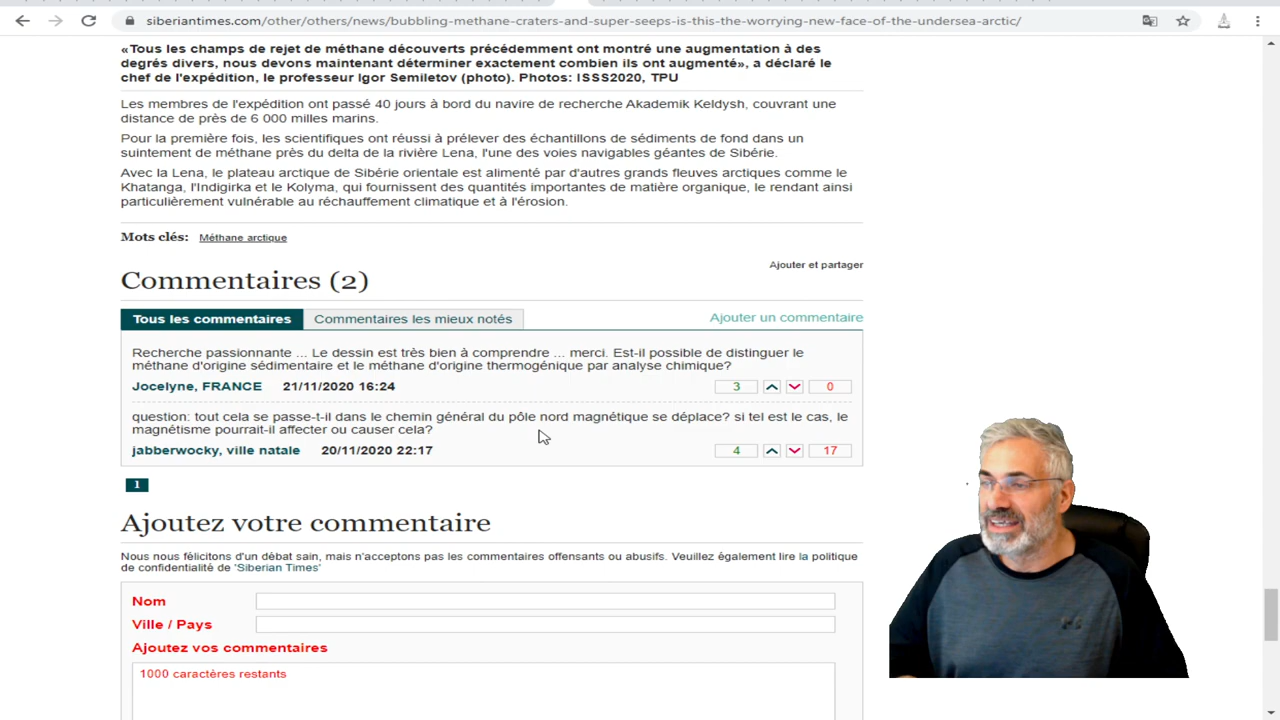 siberiantimes.com/other/others/news/bubbling-methane-craters-and-super-seeps-is-this-the-worrying-new-face-of-the-undersea-arctic/
«Tous les champs de rejet de méthane découverts précédemment ont montré une augmentation à des
degrés divers, nous devons maintenant déterminer exactement combien ils ont augmenté», a déclaré le
chef de l'expédition, le professeur Igor Semiletov (photo). Photos: ISSS2020, TPU
Les membres de l'expédition ont passé 40 jours à bord du navire de recherche Akademik Keldysh, couvrant une
distance de près de 6 000 milles marins.
Pour la première fois, les scientifiques ont réussi à prélever des échantillons de sédiments de fond dans un
suintement de méthane près du delta de la rivière Lena, l'une des voies navigables géantes de Sibérie.
Avec la Lena, le plateau arctique de Sibérie orientale est alimenté par d'autres grands fleuves arctiques comme le
Khatanga, l'Indigirka et le Kolyma, qui fournissent des quantités importantes de matière organique, le rendant ainsi
particulièrement vulnérable au réchauffement climatique et à l'érosion.
Mots clés: Méthane arctique
Ajouter et partager
Commentaires (2)
Tous les commentaires Commentaires les mieux notés Ajouter un commentaire
Recherche passionnante ... Le dessin est très bien à comprendre ... merci. Est-il possible de distinguer le
méthane d'origine sédimentaire et le méthane d'origine thermogénique par analyse chimique?
Jocelyne, FRANCE 21/11/2020 16:24 3 0
question: tout cela se passe-t-il dans le chemin général du pôle nord magnétique se déplace? si tel est le cas, le
magnétisme pourrait-il affecter ou causer cela?
jabberwocky, ville natale 20/11/2020 22:17 4 17
1
Ajoutez votre commentaire
Nous nous félicitons d'un débat sain, mais n'acceptons pas les commentaires offensants ou abusifs. Veuillez également lire la politique
de confidentialité de 'Siberian Times'
Nom
Ville / Pays
Ajoutez vos commentaires
1000 caractères restants